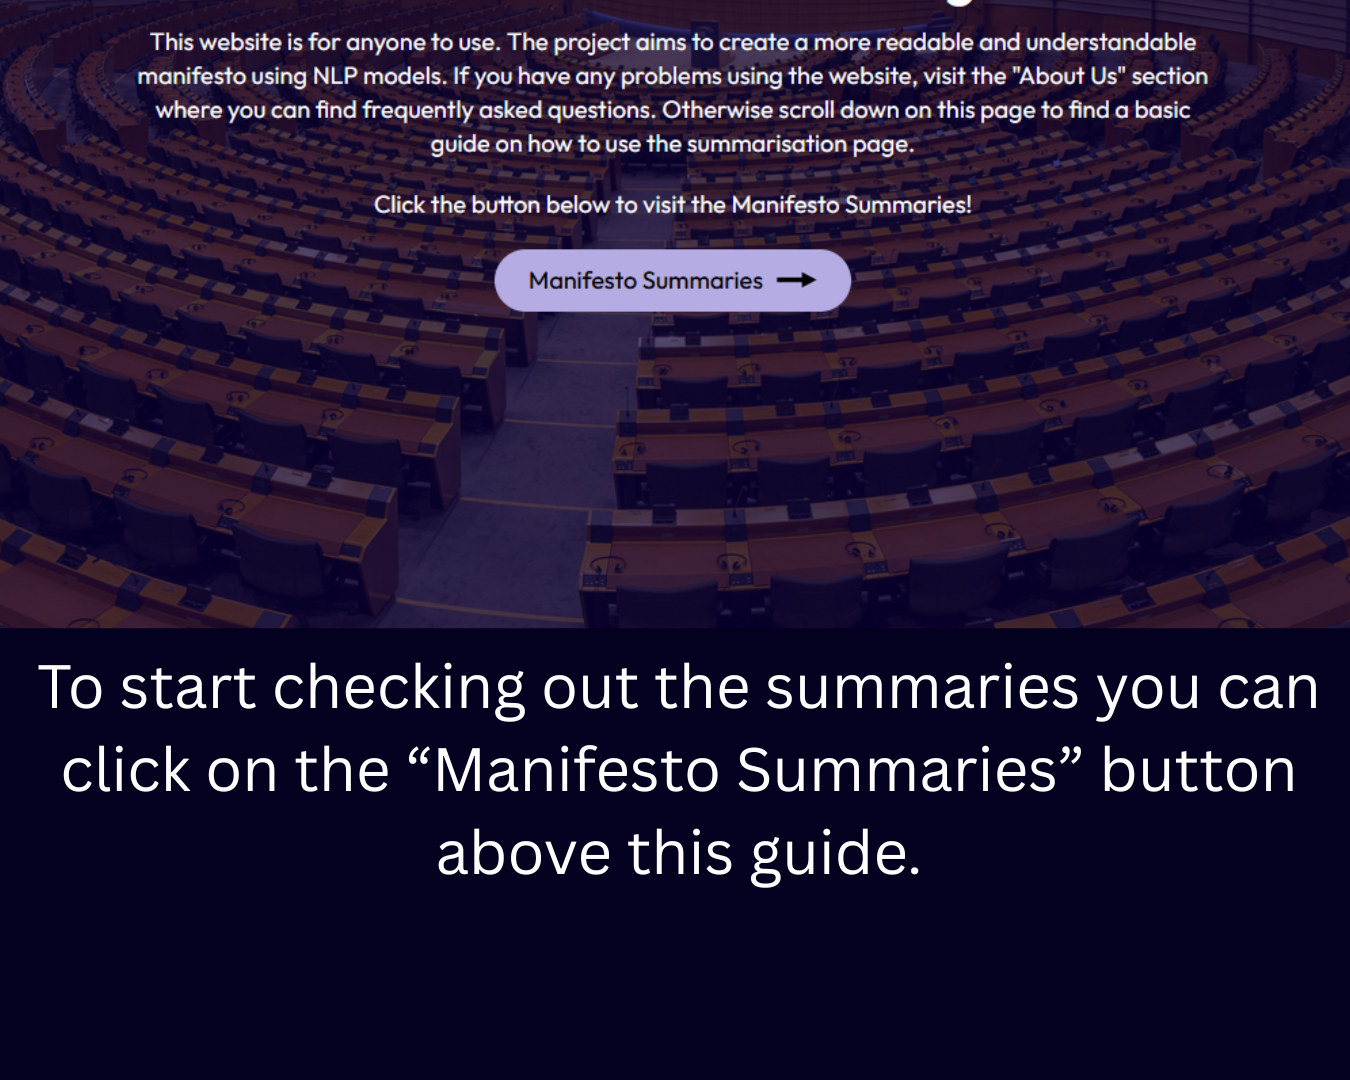 This website is for anyone to use. The project aims to create a more readable and understandable
manifesto using NLP models. If you have any problems using the website, visit the "About Us" section
where you can find frequently asked questions. Otherwise scroll down on this page to find a basic
guide on how to use the summarisation page.
Click the button below to visit the Manifesto Summaries!
Manifesto Summaries
To start checking out the summaries you can
click on the “Manifesto Summaries” button
above this guide.